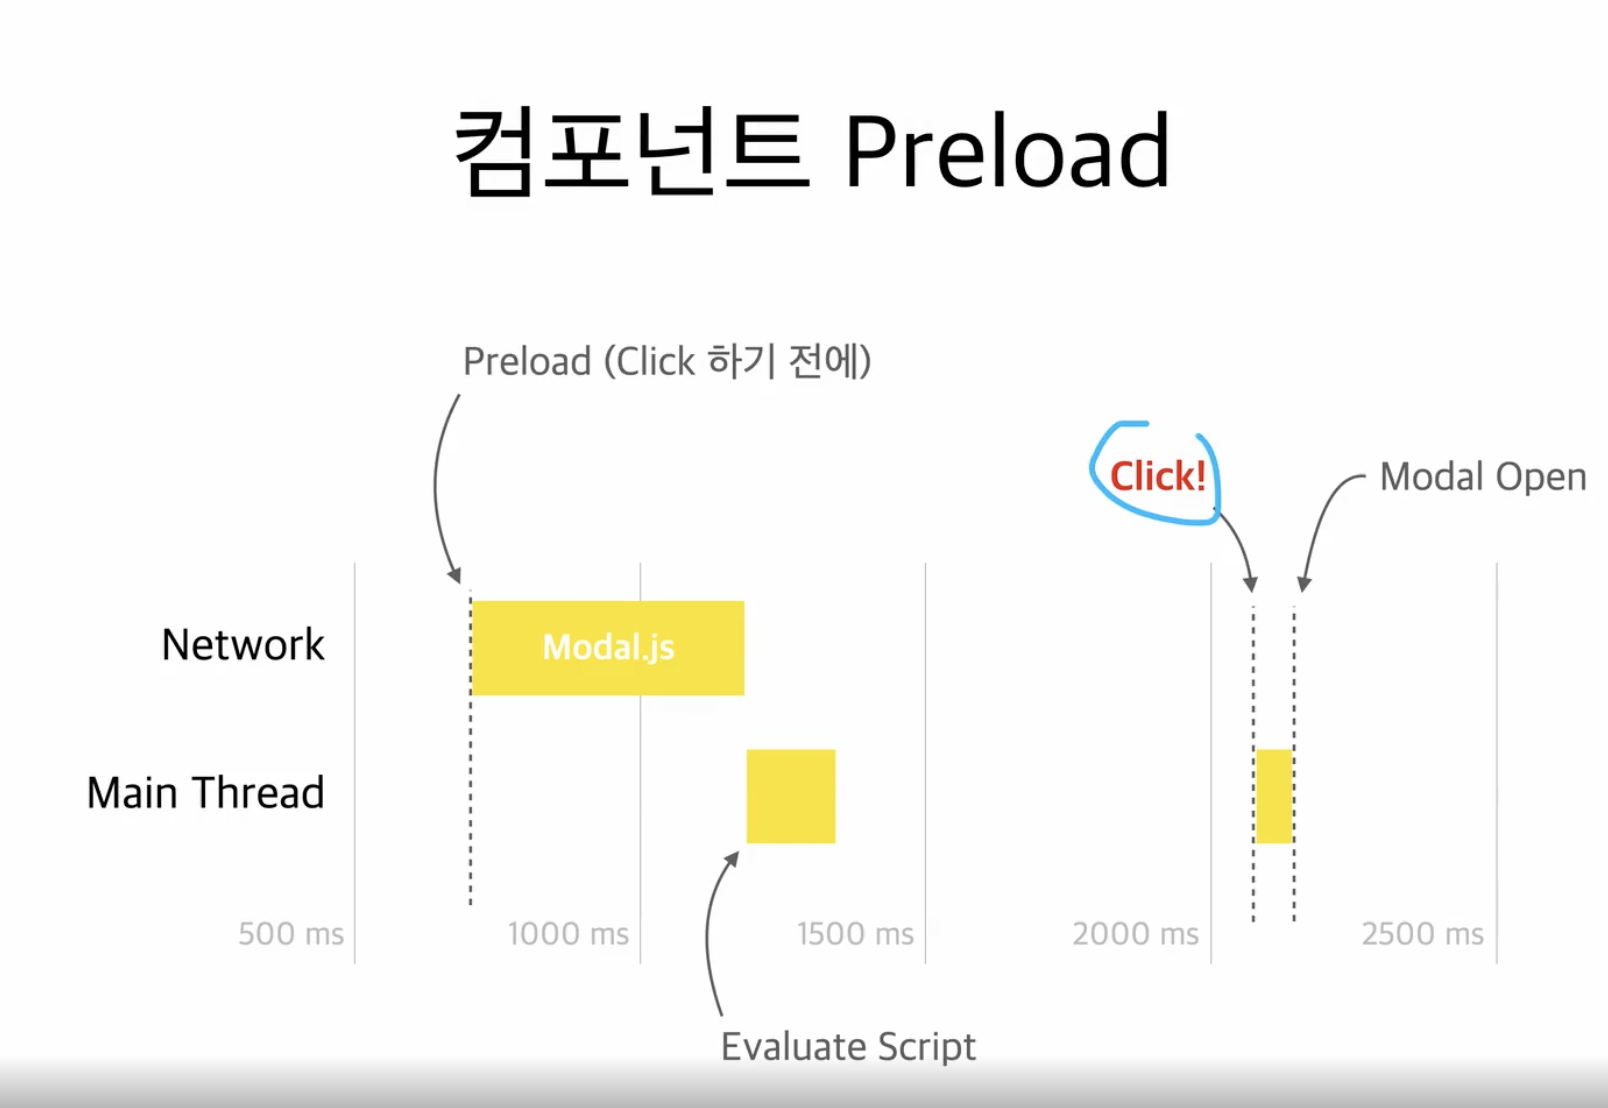 컴포넌트 Preload
Preload (Click 하기 전에)
Click!
Modal Open
Network
Modal.js
Main Thread
500 ms
1000 ms
1500 ms
2000 ms
2500 ms
Evaluate Script